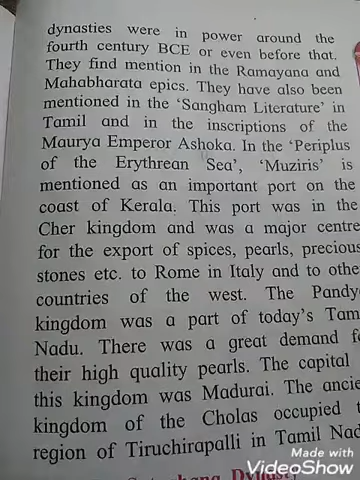 dynasties were in power around the
fourth century BCE or even before that.
They find mention in the Ramayana and
Mahabharata epics. They have also been
mentioned in the ‘Sangham Literature’ in
Tamil and in the inscriptions of the
Maurya Emperor Ashoka. In the ‘Periplus
of the Erythrean Sea’, ‘Muziris’ is
mentioned as an important port on the
coast of Kerala. This port was in the
Cher kingdom and was a major centre
for the export of spices, pearls, precious
stones etc. to Rome in Italy and to othe
countries of the west. The Pandy
kingdom was a part of today’s Tam
Nadu. There was a great demand f
their high quality pearls. The capital
this kingdom was Madurai. The ancie
kingdom of the Cholas occupied t
region of Tiruchirapalli in Tamil Nad
Dynasty
Made with
VideoShow